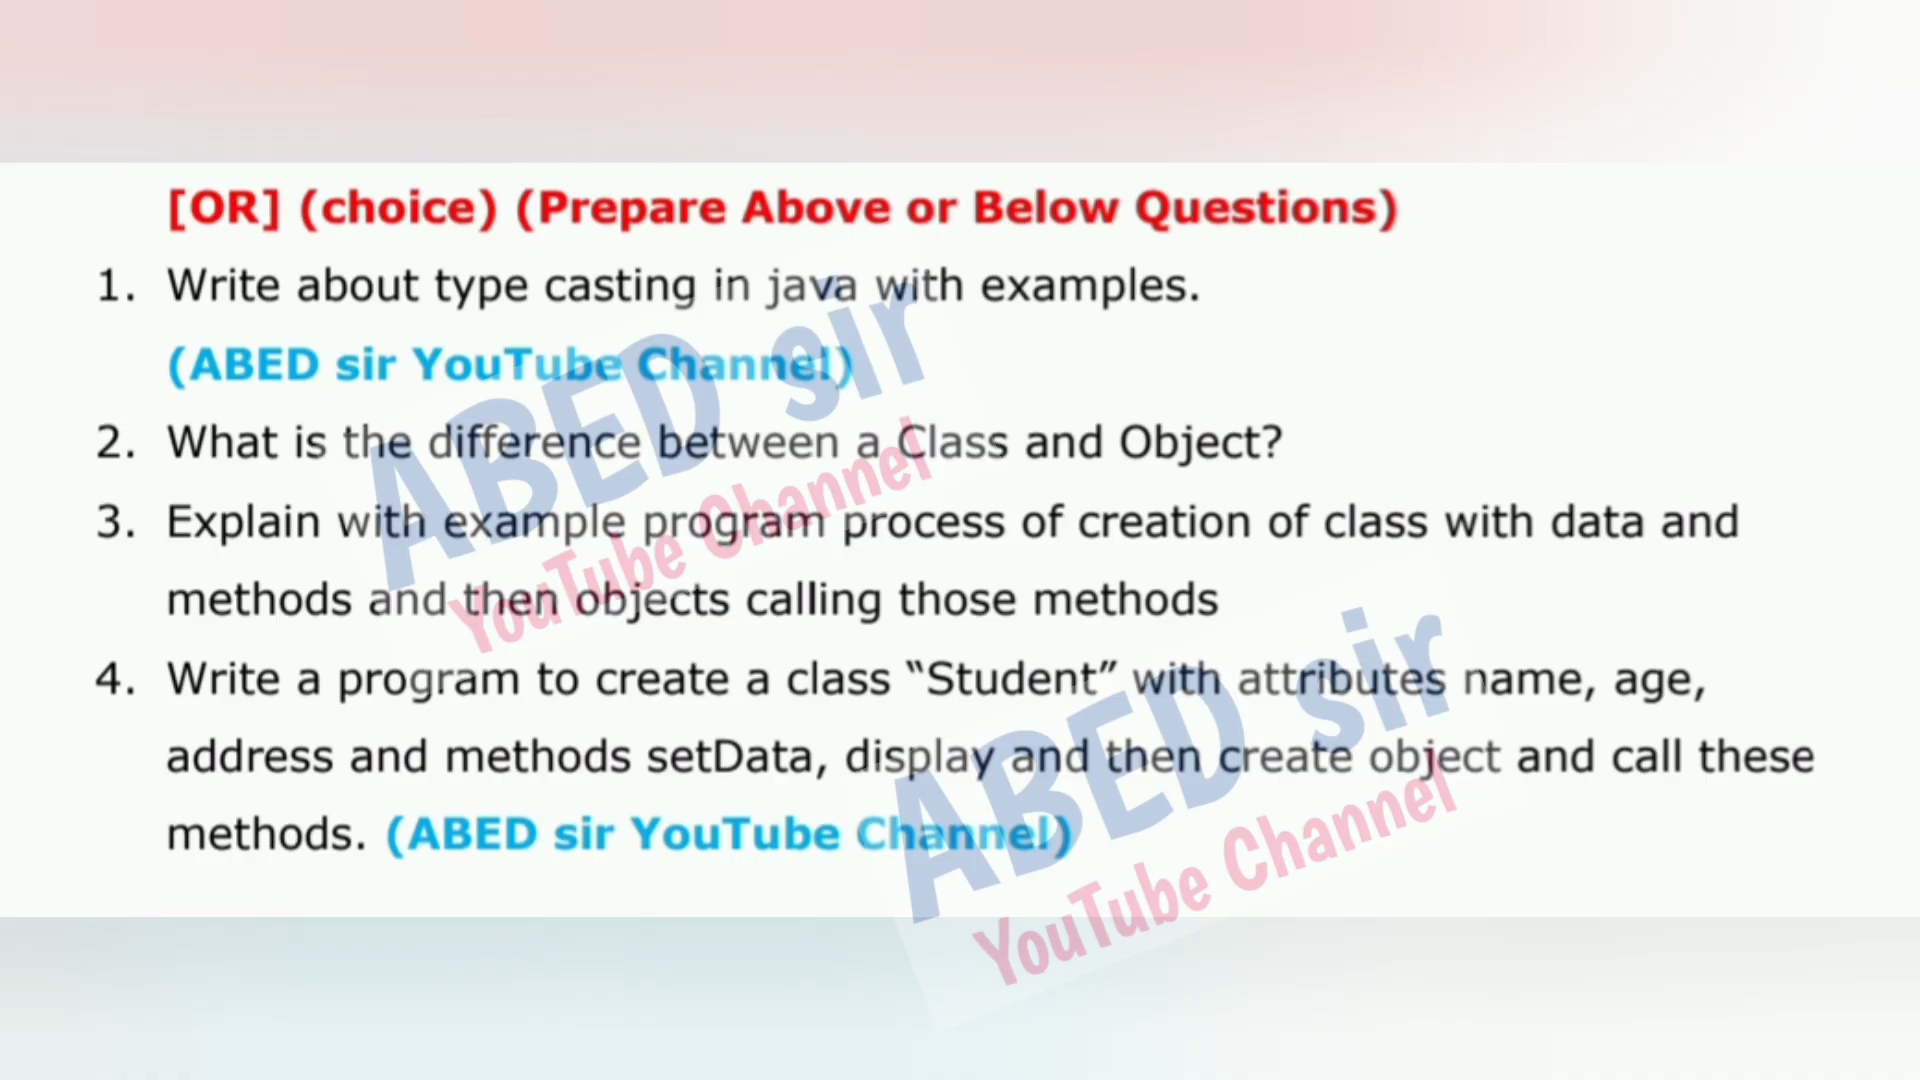 [OR] (choice) (Prepare Above or Below Questions)
1. Write about type casting in java with examples.
(ABED sir YouTube Channel)
2. What is the difference between a Class and Object?
3. Explain with example program process of creation of class with data and
methods and then objects calling those methods
4. Write a program to create a class “Student” with attributes name, age,
address and methods setData, display and then create object and call these
methods. (ABED sir YouTube Channel)
ABED sir
YouTube Channel
ABED sir
YouTube Channel